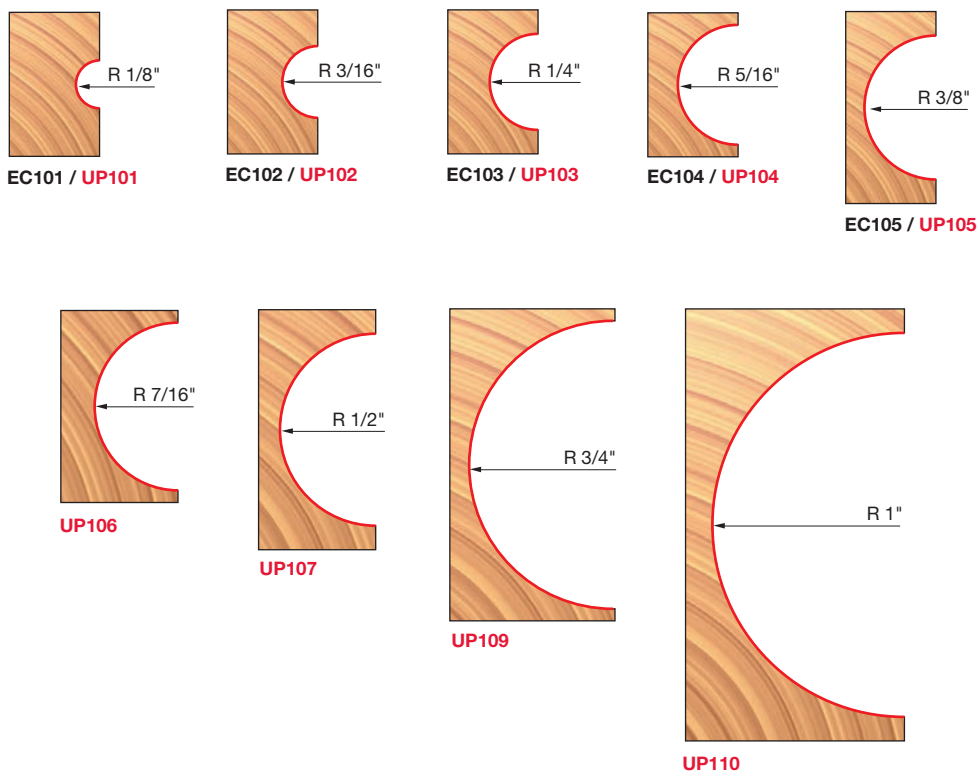 R 1/8"
R 3/16"
R 1/4"
R 5/16"
R 3/8"
EC101 / UP101
EC102 / UP102
EC103 / UP103
EC104 / UP104
EC105 / UP105
R 7/16"
R 1/2"
R 3/4"
R 1"
UP106
UP107
UP109
UP110